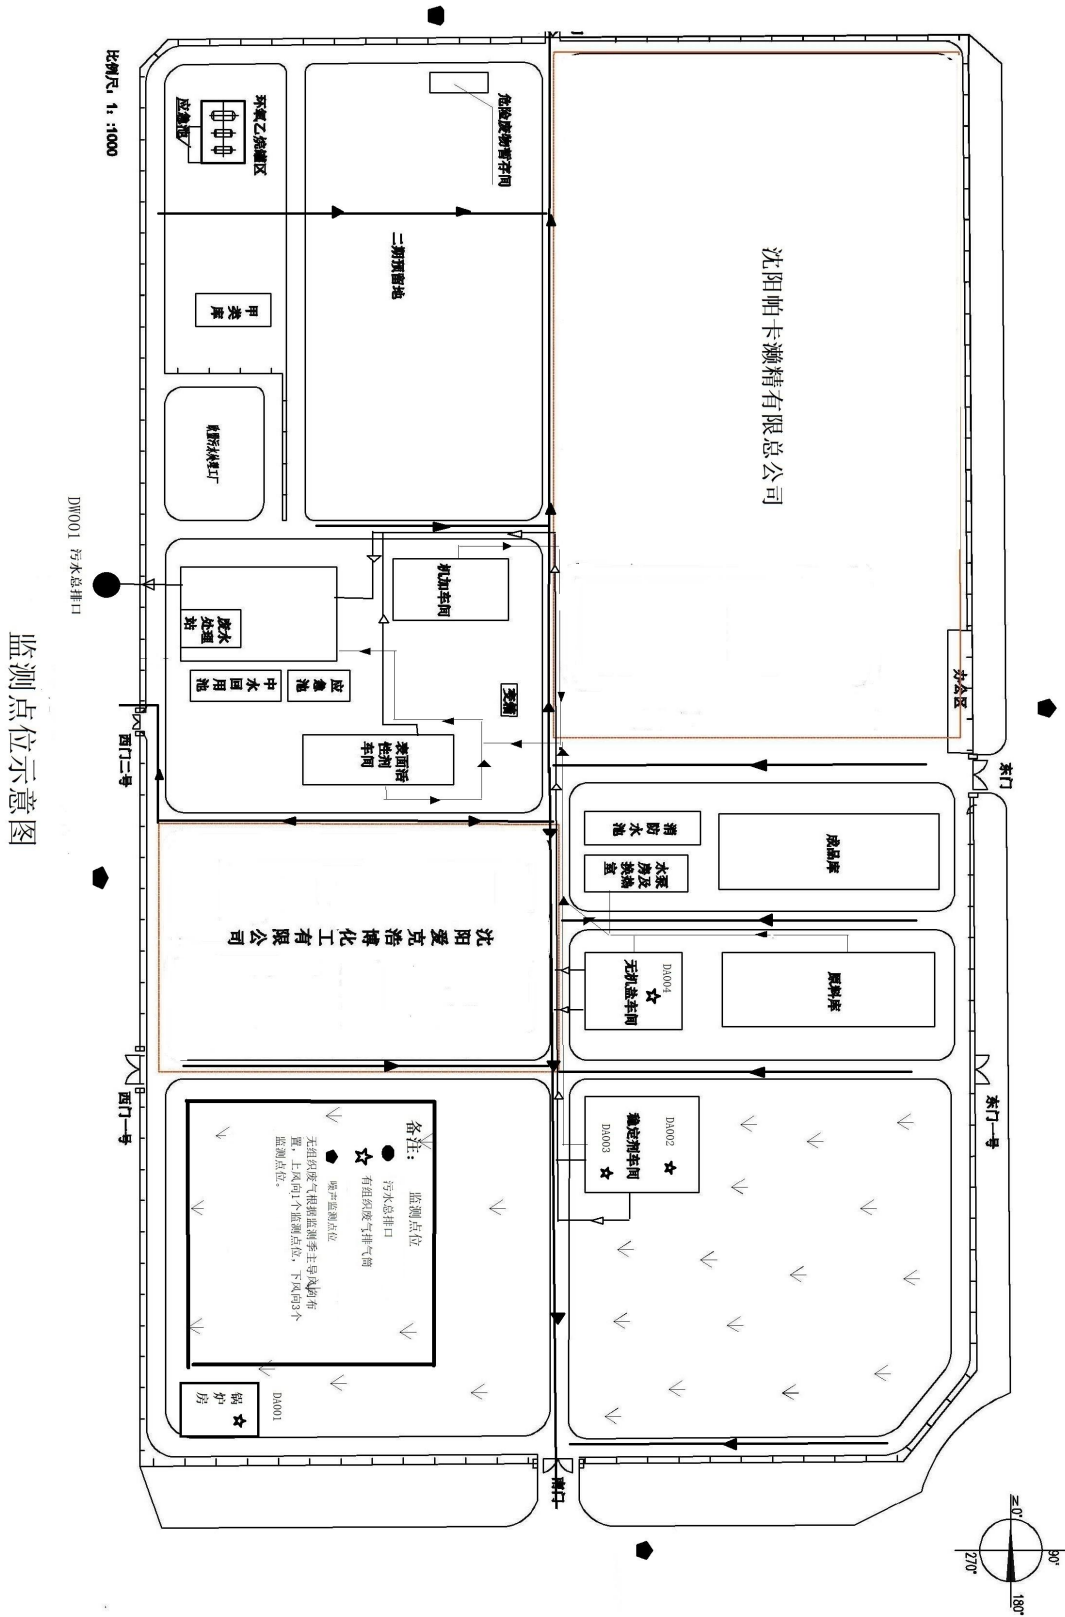 监测点位示意图
比例尺：1：:1000
环氧乙烷罐区
应急池
危险废物暂存间
二期预留地
甲类库
沈阳帕卡濑精有限总公司
DW001 污水总排口
机加车间
废水
处理
站
中水
回用
池
应急
池
表面活
性剂
车间
办公区
东门
西门二号
消防
水
池
水泵
房及
换热
室
成品库
沈阳爱克浩博化工有限公司
DA004
无机盐车间
原料库
西门一号
东门一号
DA002
稳定剂车间
DA003
备注：
监测点位
污水总排口
有组织废气排气筒
噪声监测点位
无组织废气根据监测季主导风向布
置，上风向1个监测点位，下风向3个
监测点位。
DA001
锅
炉
房
南门
N 0°
90°
180°
270°